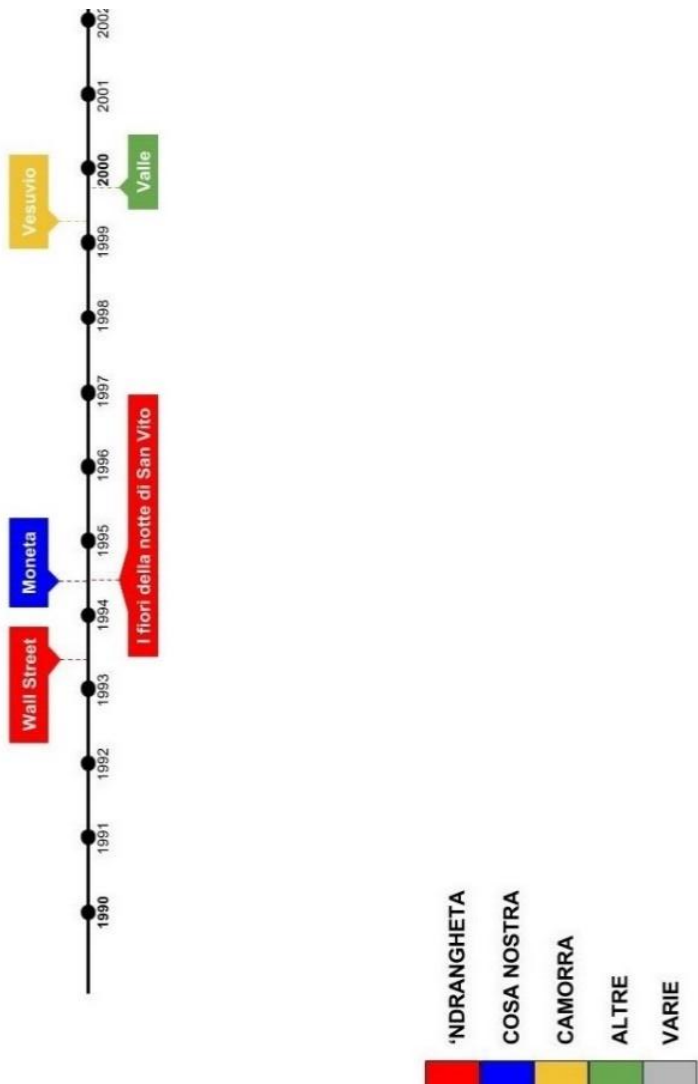 Vesuvio
Moneta
Wall Street
1990
1991
1992
1993
1994
1995
1996
1997
1998
1999
2000
2001
2002
I fiori della notte di San Vito
Valle
'NDRANGHETA
COSA NOSTRA
CAMORRA
ALTRE
VARIE